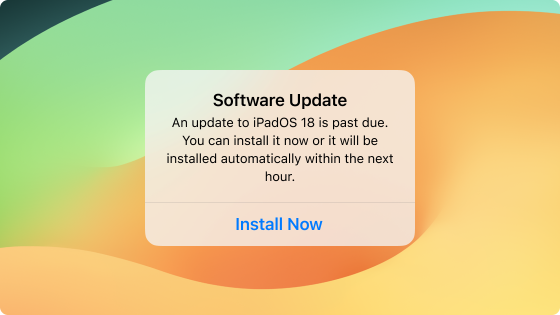 Software Update
An update to iPadOS 18 is past due.
You can install it now or it will be
installed automatically within the next
hour.
Install Now